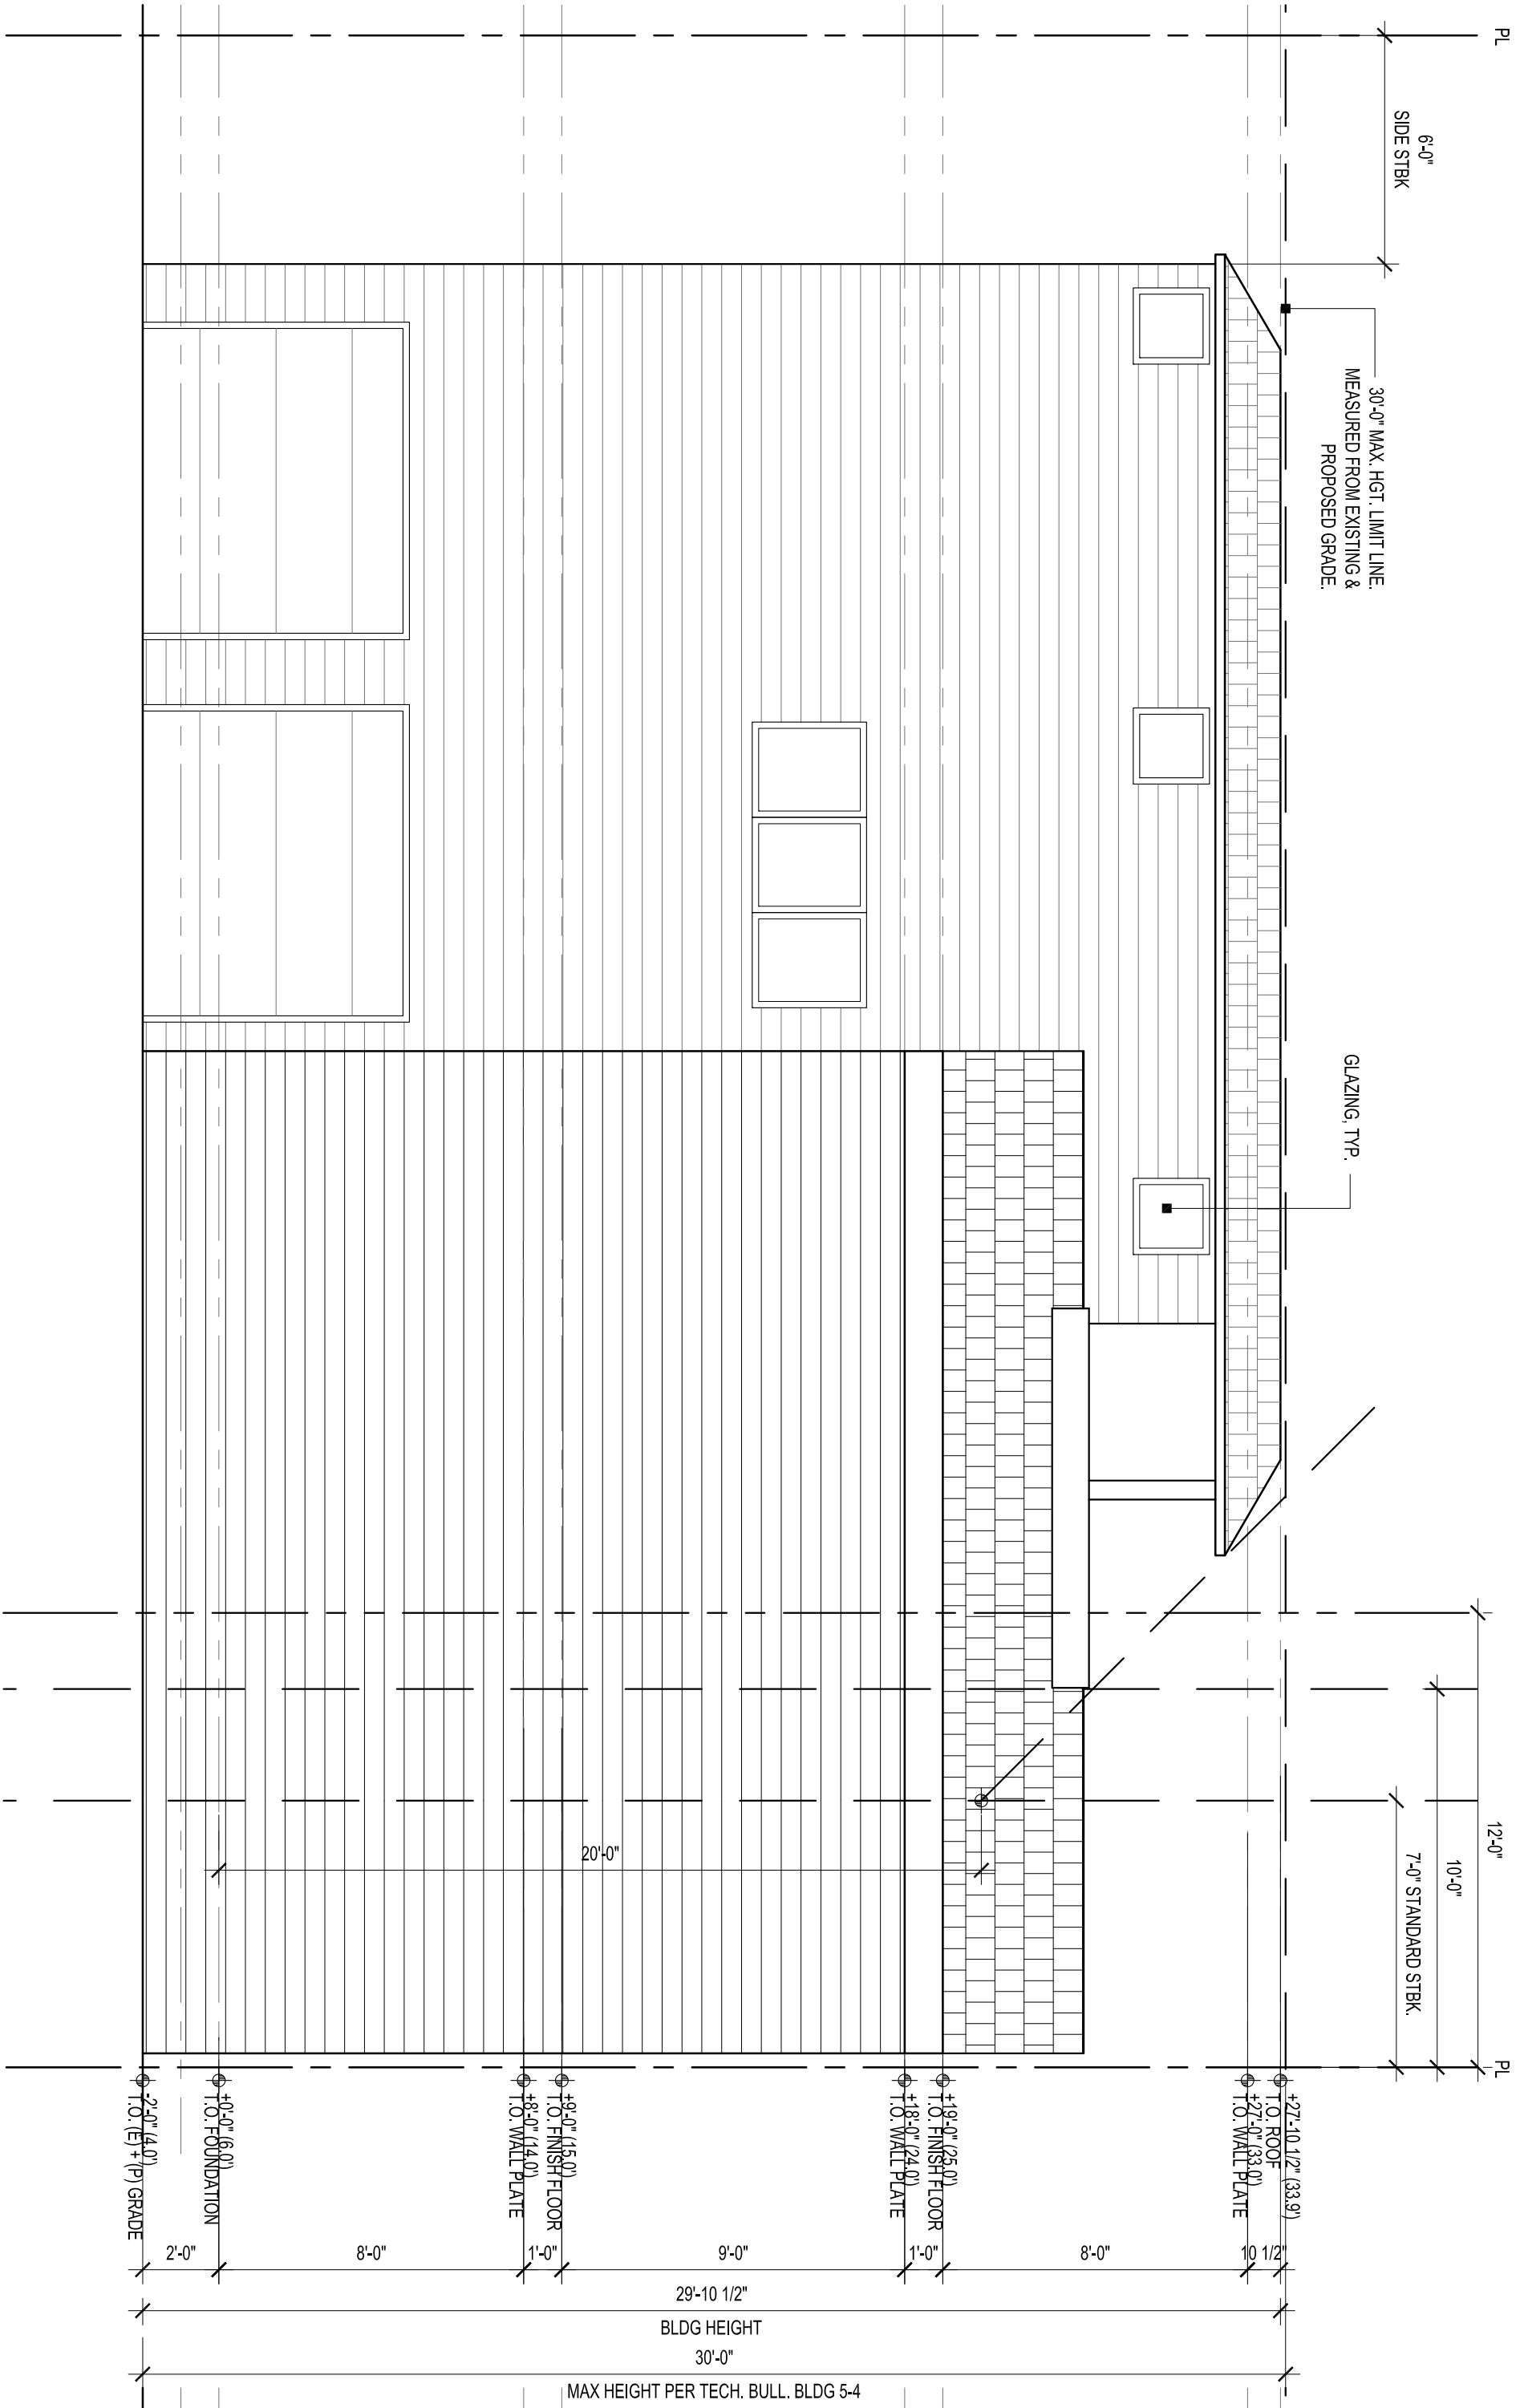 PL
6'-0"
SIDE STBK
30'-0" MAX. HGT. LIMIT LINE.
MEASURED FROM EXISTING &
PROPOSED GRADE.
GLAZING, TYP.
12'-0"
10'-0"
7'-0" STANDARD STBK.
PL
20'-0"
+27'-10 1/2" (33.9')
T.O. ROOF
+27'-0" (33.0')
T.O. WALL PLATE
+19'-0" (25.0')
T.O. FINISH FLOOR
+18'-0" (24.0')
T.O. WALL PLATE
+9'-0" (15.0')
T.O. FINISH FLOOR
+8'-0" (14.0')
T.O. WALL PLATE
+0'-0" (6.0')
T.O. FOUNDATION
-2'-0" (4.0')
T.O. (E) + (P) GRADE
2'-0"
8'-0"
1'-0"
9'-0"
1'-0"
8'-0"
10 1/2"
29'-10 1/2"
BLDG HEIGHT
30'-0"
MAX HEIGHT PER TECH. BULL. BLDG 5-4